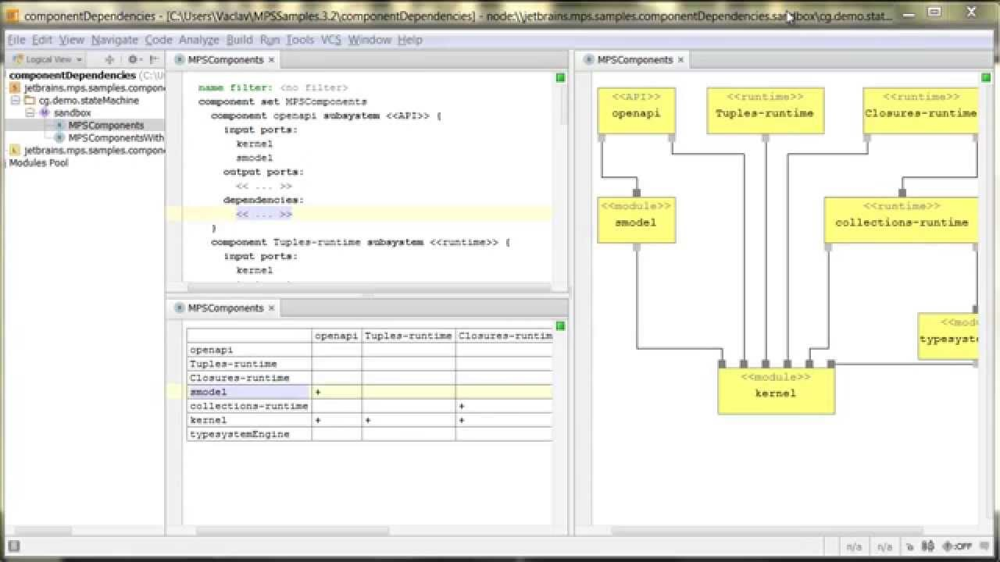 componentDependencies - [C:\Users\Vaclav\MPSSamples.3.2\componentDependencies] - node:\\jetbrains.mps.samples.componentDependencies.sandbox\cg.demo.stat...
File Edit View Navigate Code Analyze Build Run Tools VCS Window Help
Logical View
componentDependencies (C:\U
jetbrains.mps.samples.compon
cg.demo.stateMachine
sandbox
MPSComponents
MPSComponentsWith
jetbrains.mps.samples.compon
Modules Pool
MPSComponents
name filter: <no filter>
component set MPSComponents
component openapi subsystem <<API>> {
input ports:
kernel
smodel
output ports:
<< ... >>
dependencies:
<< ... >>
}
component Tuples-runtime subsystem <<runtime>> {
input ports:
kernel
MPSComponents
openapi Tuples-runtime Closures-runtim
openapi
Tuples-runtime
Closures-runtime
smodel +
collections-runtime +
kernel + + +
typesystemEngine
MPSComponents
<<API>>
openapi
<<runtime>>
Tuples-runtime
<<runtime>>
Closures-runtime
<<module>>
smodel
<<runtime>>
collections-runtime
<<modu
typesyste
<<module>>
kernel
n/a n/a :OFF